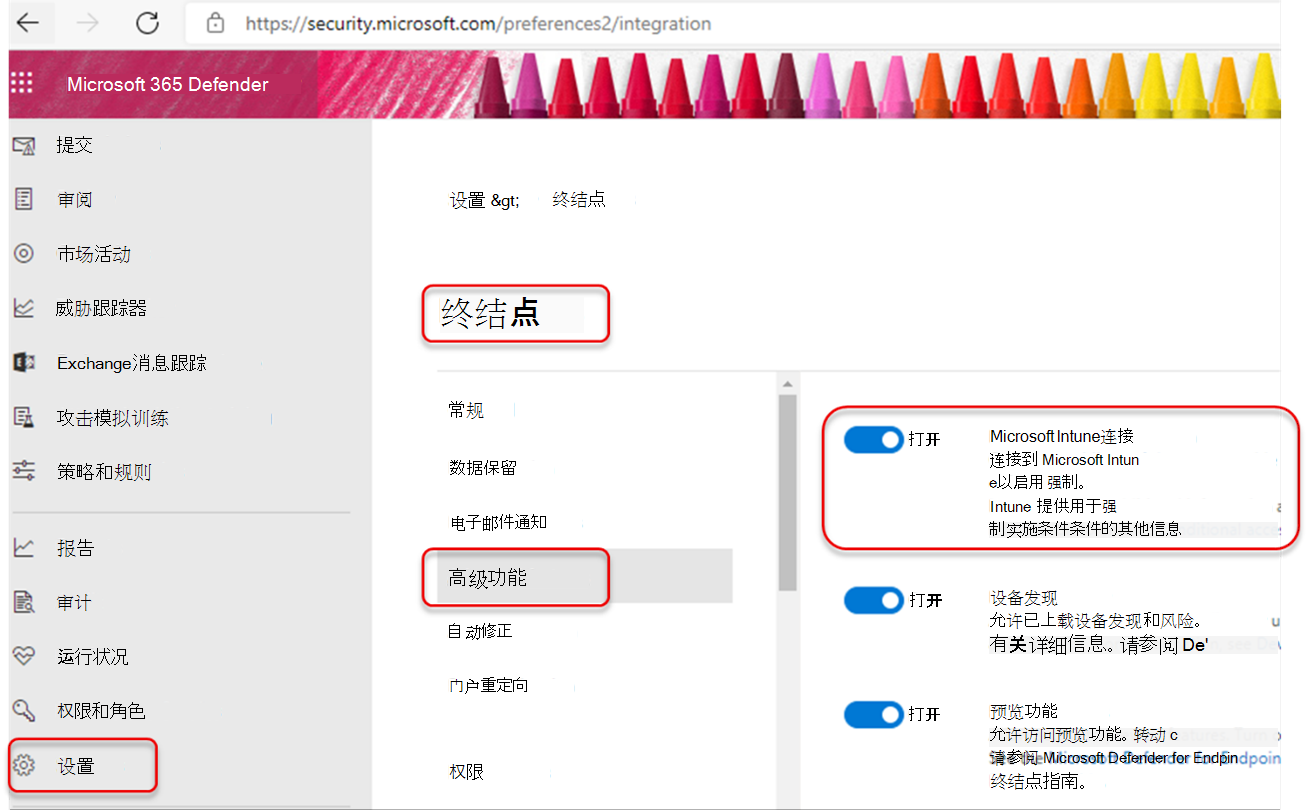 https://security.microsoft.com/preferences2/integration
Microsoft 365 Defender
提交
审阅
市场活动
威胁跟踪器
Exchange消息跟踪
攻击模拟训练
策略和规则
报告
审计
运行状况
权限和角色
设置
设置 &gt; 终结点
终结点
常规
数据保留
电子邮件通知
高级功能
自动修正
门户重定向
权限
打开
Microsoft Intune连接
连接到 Microsoft Intun
e以启用 强制。
Intune 提供用于强
制实施条件条件的其他信息
打开
设备发现
允许已上载设备发现和风险。
有关详细信息。请参阅 De'
打开
预览功能
允许访问预览功能。转动 c
请参阅 Microsoft Defender for Endpin
终结点指南。